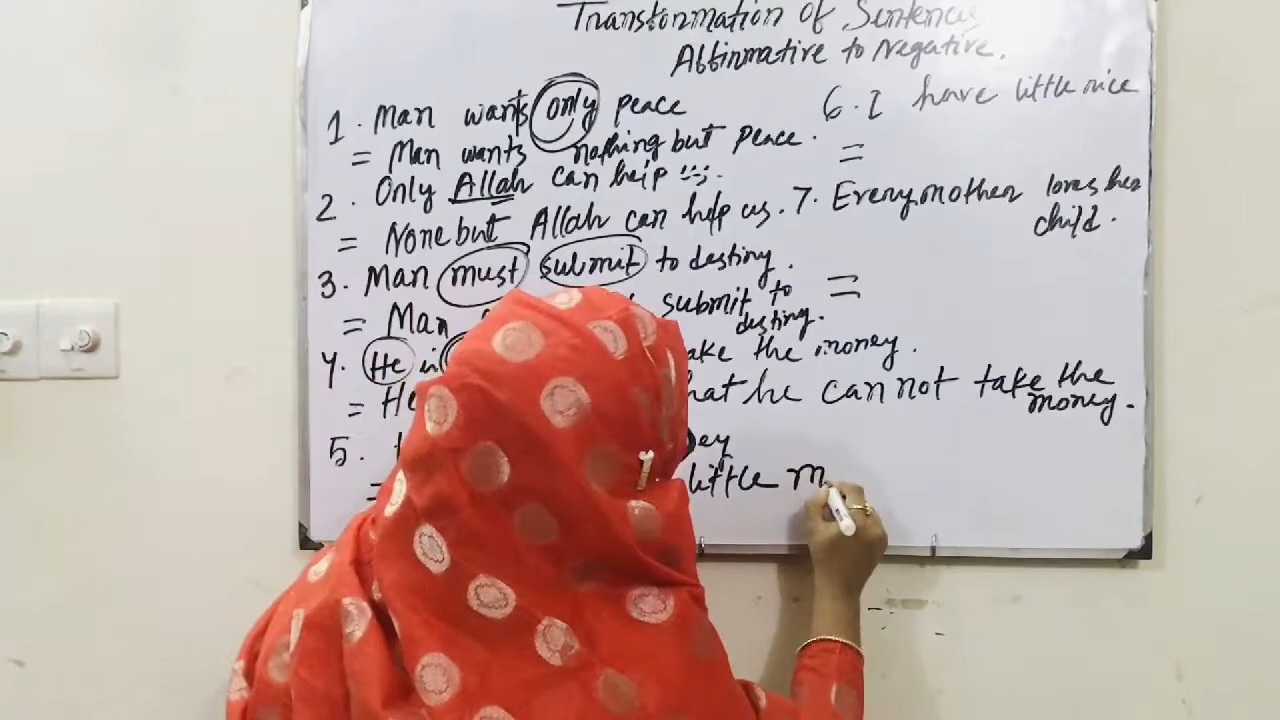 Transformation of Sentences
Affirmative to Negative.
1. Man wants only peace
= Man wants nothing but peace.
2. Only Allah can help us.
= None but Allah can help us.
3. Man must submit to destiny.
= Man submit to
destiny.
4. He is take the money.
= He that he cannot take the
money.
5.
= little m
6. I have little rice
=
7. Every mother loves her
child.
=